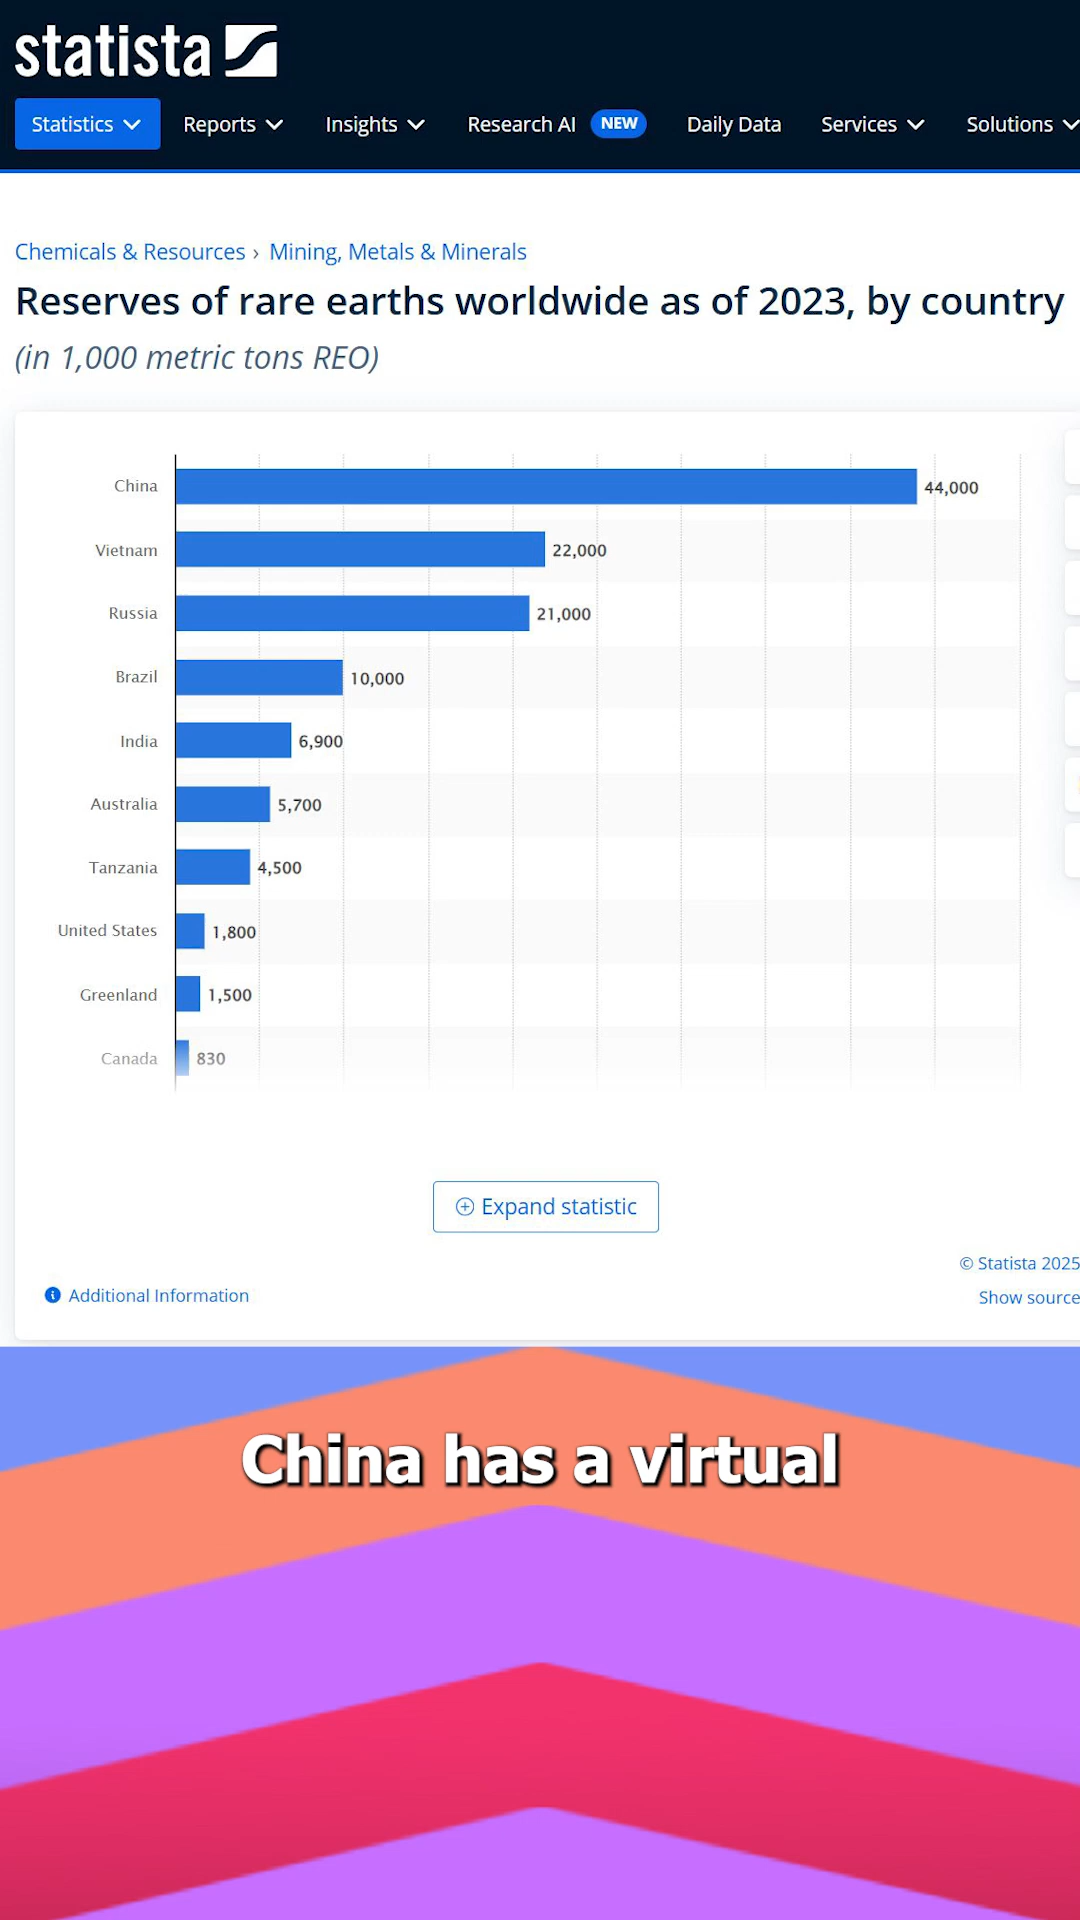 statista
Statistics Reports Insights Research AI NEW Daily Data Services Solutions
Chemicals & Resources › Mining, Metals & Minerals
Reserves of rare earths worldwide as of 2023, by country
(in 1,000 metric tons REO)
China 44,000
Vietnam 22,000
Russia 21,000
Brazil 10,000
India 6,900
Australia 5,700
Tanzania 4,500
United States 1,800
Greenland 1,500
Canada 830
Expand statistic
© Statista 2025
Additional Information
Show source
China has a virtual